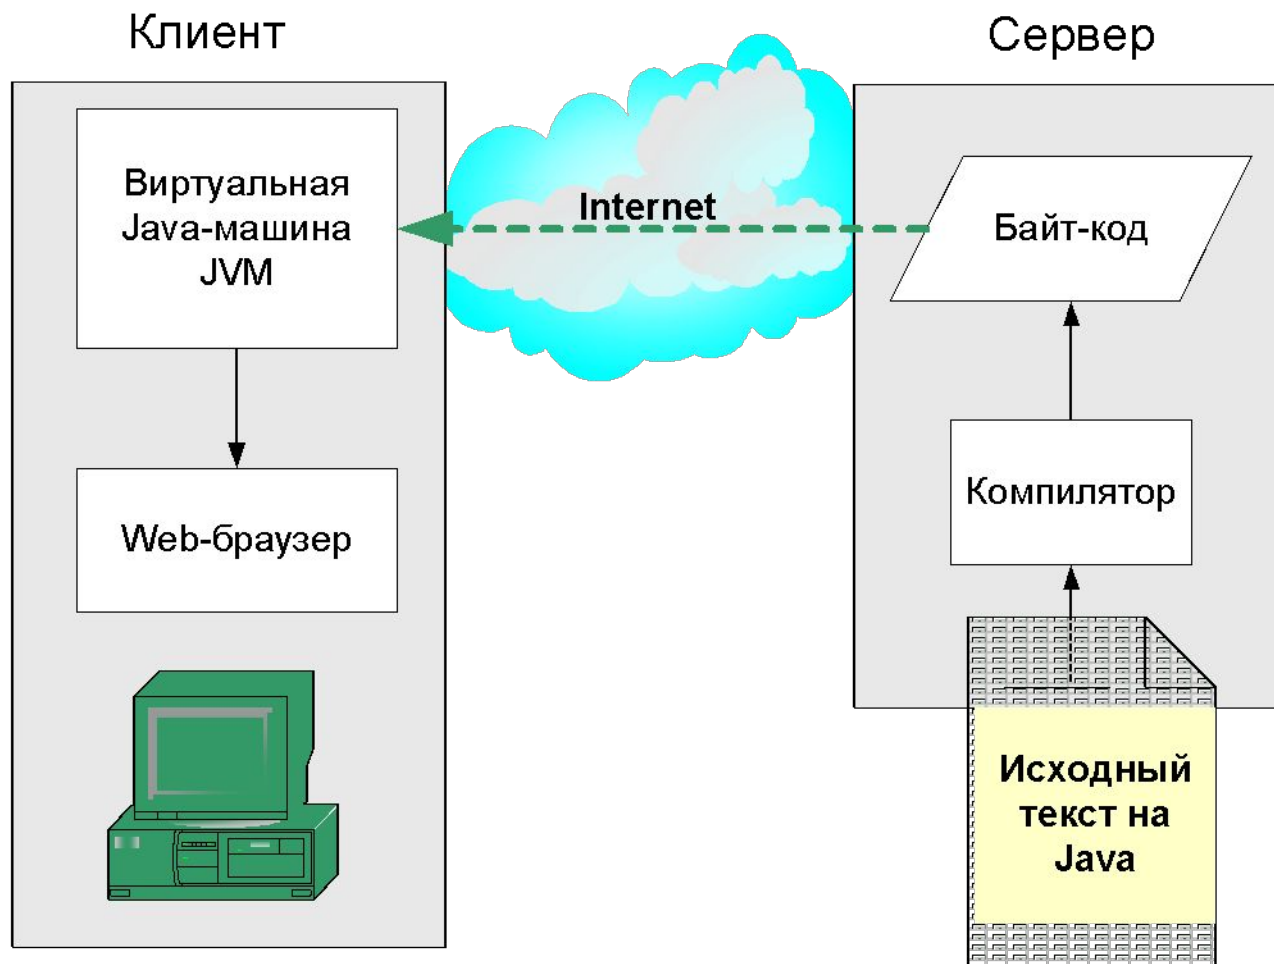 Клиент
Сервер
Виртуальная
Java-машина
JVM
Internet
Байт-код
Web-браузер
Компилятор
Исходный
текст на
Java